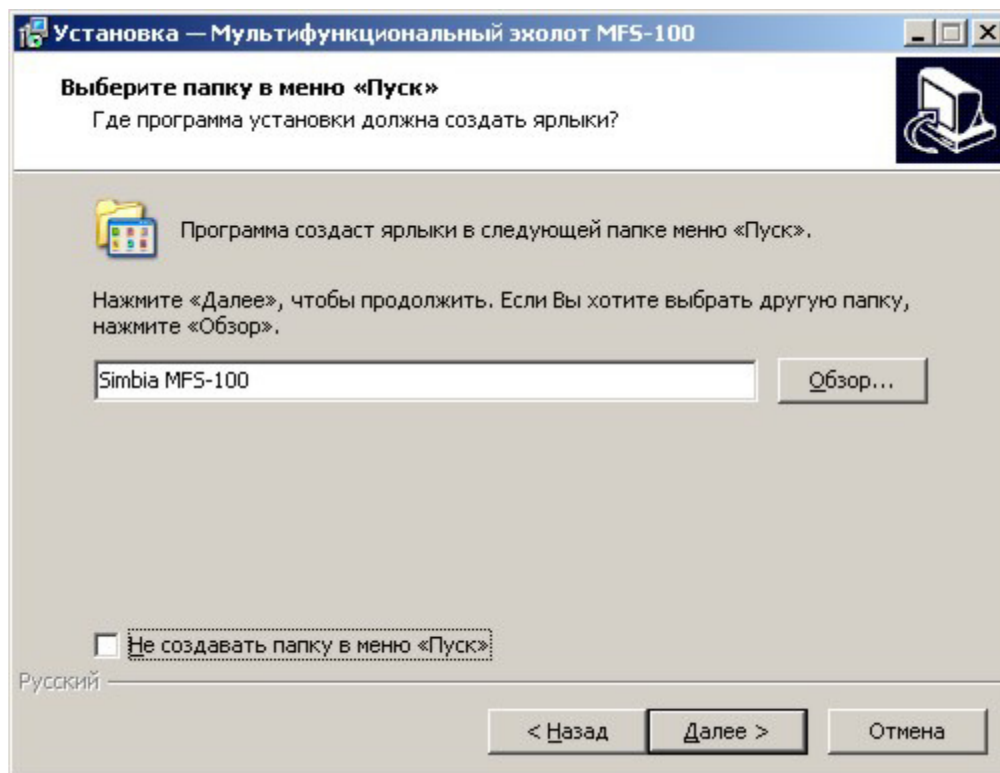 Установка — Мультифункциональный эхолот MFS-100
Выберите папку в меню «Пуск»
Где программа установки должна создать ярлыки?
Программа создаст ярлыки в следующей папке меню «Пуск».
Нажмите «Далее», чтобы продолжить. Если Вы хотите выбрать другую папку,
нажмите «Обзор».
Simbia MFS-100
Обзор...
Не создавать папку в меню «Пуск»
Русский
< Назад
Далее >
Отмена